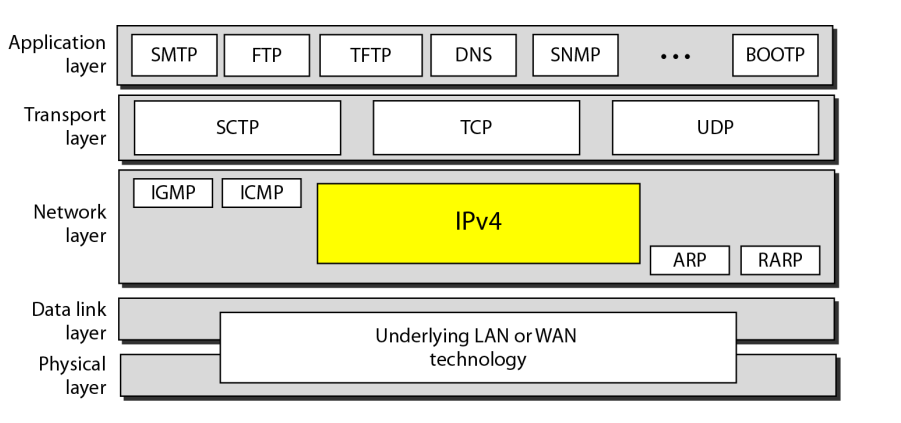 Application
layer
SMTP
FTP
TFTP
DNS
SNMP
...
BOOTP
Transport
layer
SCTP
TCP
UDP
Network
layer
IGMP
ICMP
IPv4
ARP
RARP
Data link
layer
Underlying LAN or WAN
technology
Physical
layer